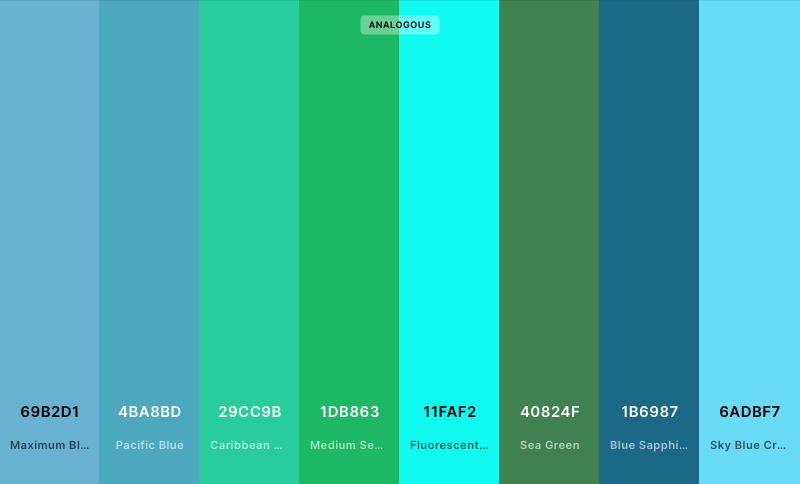 ANALOGOUS
69B2D1 4BA8BD 29CC9B 1DB863 11FAF2 40824F 1B6987 6ADBF7
Maximum Bl... Pacific Blue Caribbean ... Medium Se... Fluorescent... Sea Green Blue Sapphi... Sky Blue Cr...